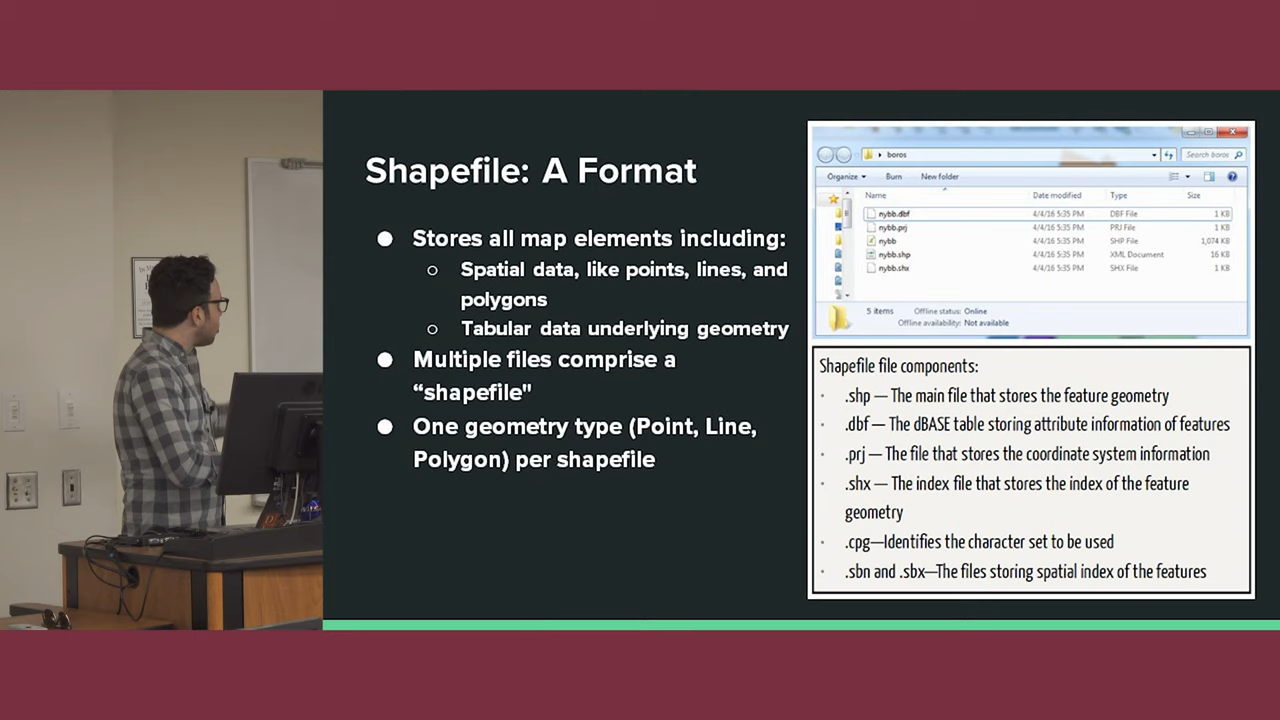 Shapefile: A Format
● Stores all map elements including:
○ Spatial data, like points, lines, and
polygons
○ Tabular data underlying geometry
● Multiple files comprise a
“shapefile"
● One geometry type (Point, Line,
Polygon) per shapefile
boros
Search boros
Organize
Burn
New folder
Name Date modified Type Size
nybb.dbf 4/4/16 5:35 PM DBF File 1 KB
nybb.prj 4/4/16 5:35 PM PRJ File 1 KB
nybb 4/4/16 5:35 PM SHP File 1,074 KB
nybb.shp 4/4/16 5:35 PM XML Document 16 KB
nybb.shx 4/4/16 5:35 PM SHX File 1 KB
5 items Offline status: Online
Offline availability: Not available
Shapefile file components:
· .shp — The main file that stores the feature geometry
· .dbf — The dBASE table storing attribute information of features
· .prj — The file that stores the coordinate system information
· .shx — The index file that stores the index of the feature
geometry
· .cpg—Identifies the character set to be used
· .sbn and .sbx—The files storing spatial index of the features